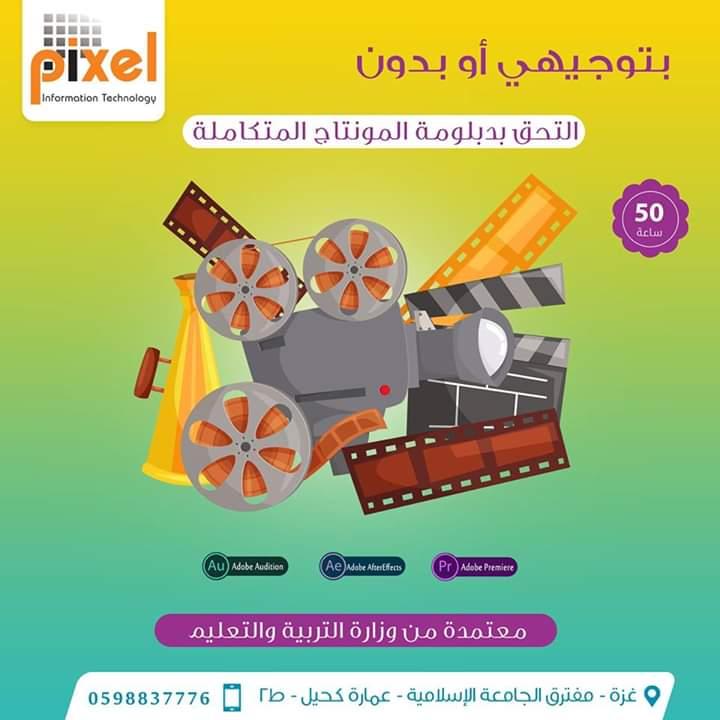 pixel
Information Technology
بتوجيهي أو بدون
التحق بدبلومة المونتاج المتكاملة
50
ساعة
Au Adobe Audition
Ae Adobe AfterEffects
Pr Adobe Premiere
معتمدة من وزارة التربية والتعليم
غزة - مفترق الجامعة الإسلامية - عمارة كحيل - ط٢
0598837776